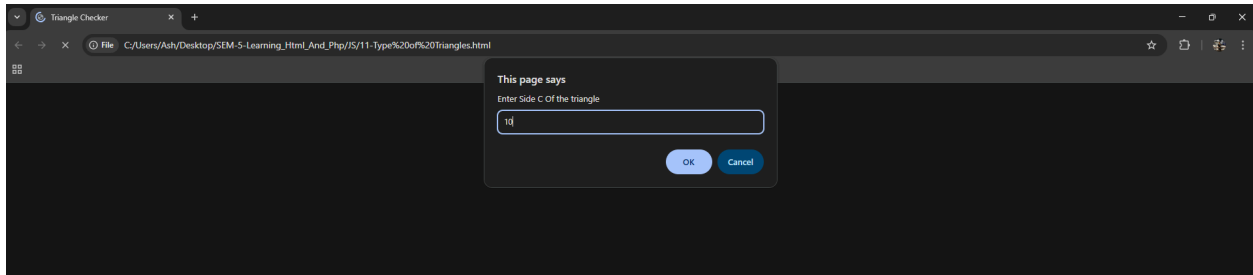 Triangle Checker
File C:/Users/Ash/Desktop/SEM-5-Learning_Html_And_Php/JS/11-Type%20of%20Triangles.html
This page says
Enter Side C Of the triangle
10
OK Cancel